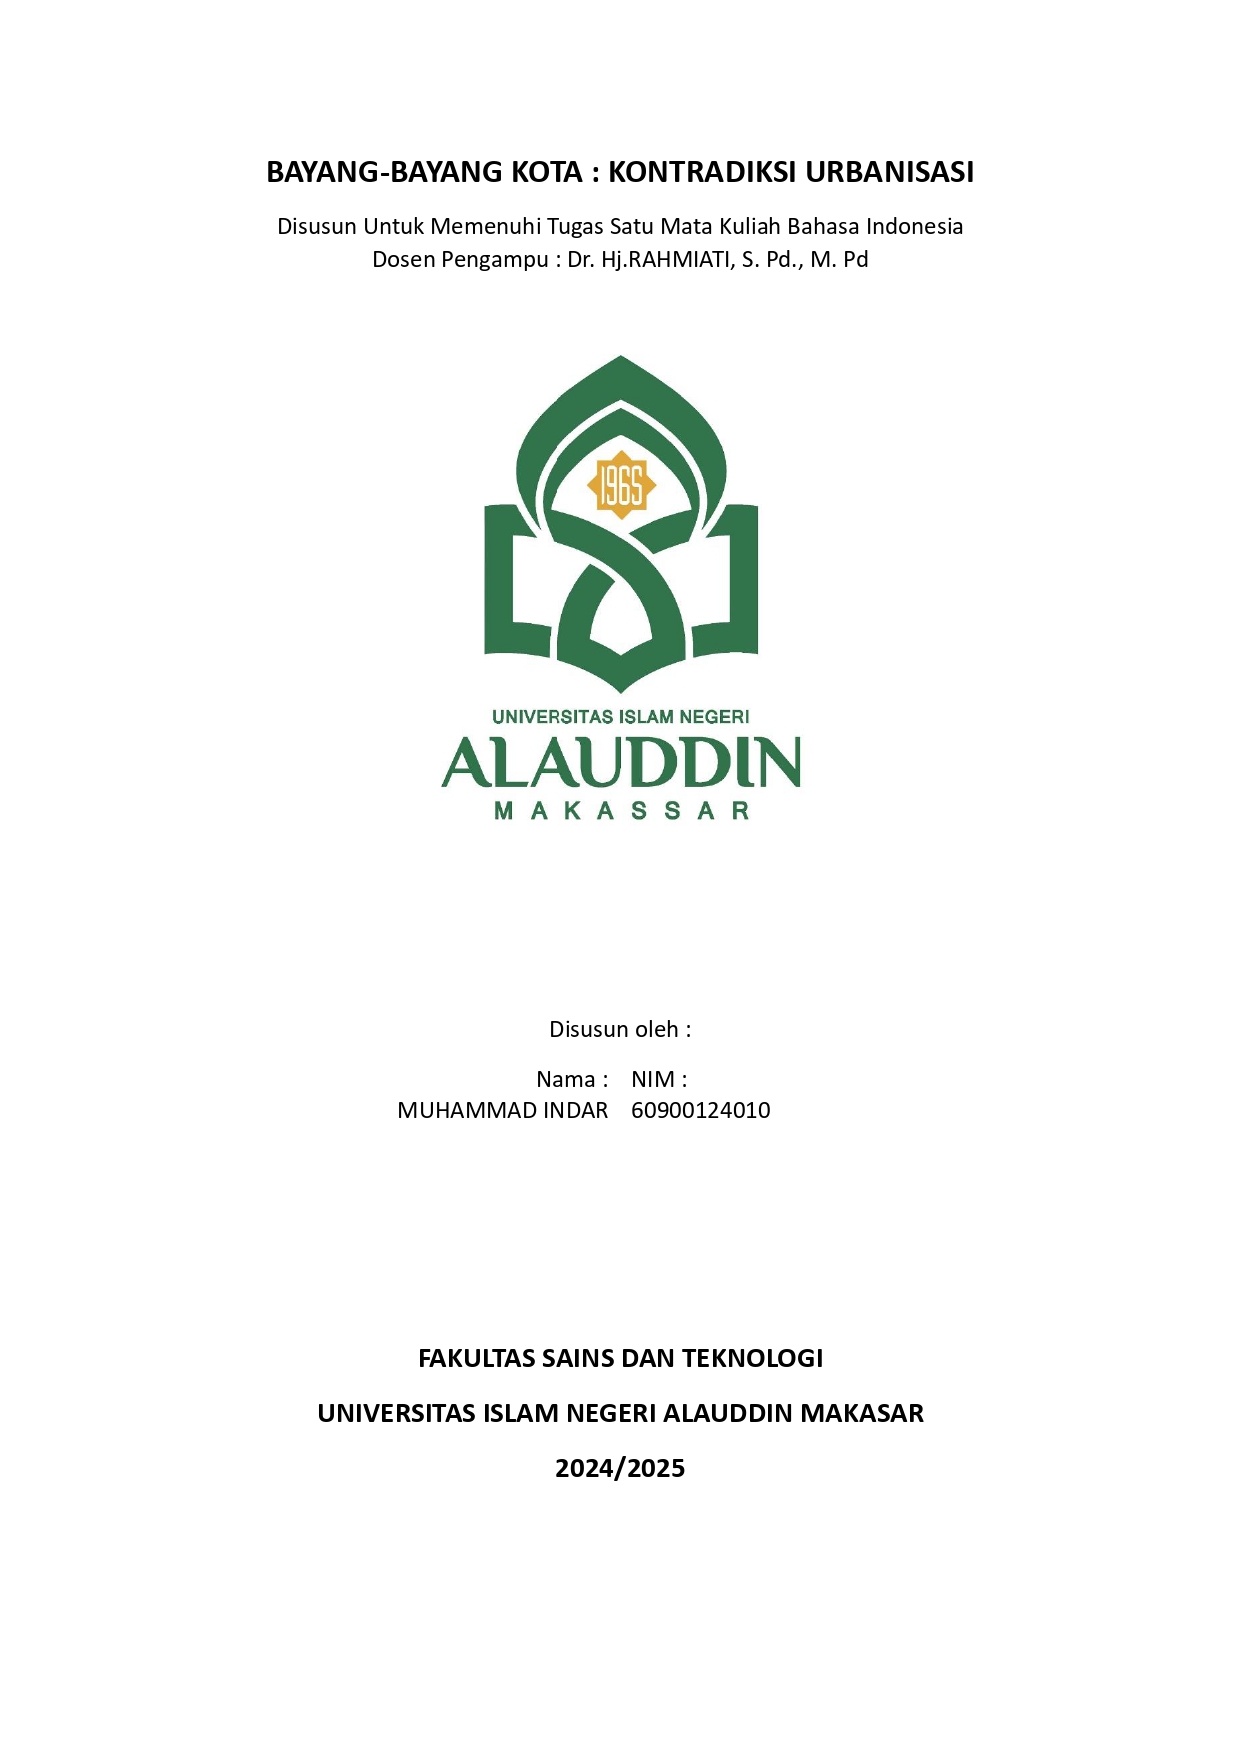 BAYANG-BAYANG KOTA : KONTRADIKSI URBANISASI
Disusun Untuk Memenuhi Tugas Satu Mata Kuliah Bahasa Indonesia
Dosen Pengampu : Dr. Hj.RAHMIATI, S. Pd., M. Pd
1965
UNIVERSITAS ISLAM NEGERI
ALAUDDIN
MAKASSAR
Disusun oleh :
Nama : NIM :
MUHAMMAD INDAR 60900124010
FAKULTAS SAINS DAN TEKNOLOGI
UNIVERSITAS ISLAM NEGERI ALAUDDIN MAKASAR
2024/2025